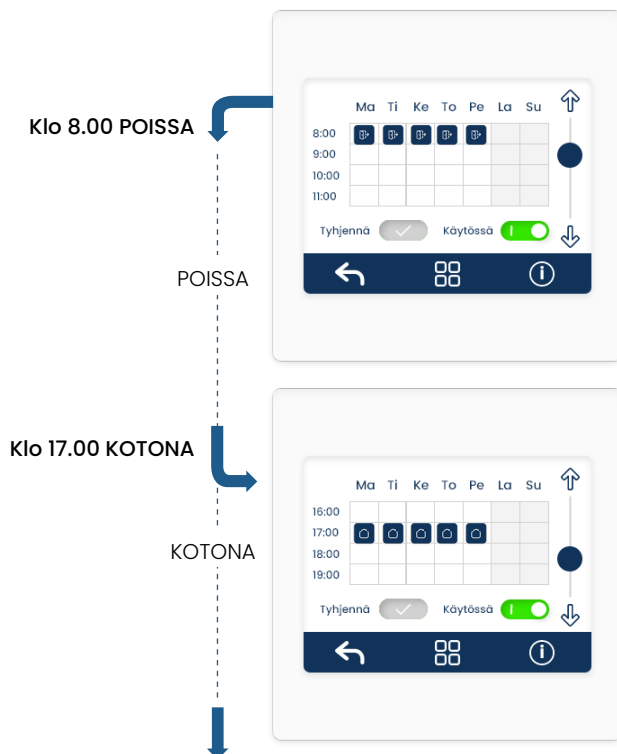 Klo 8.00 POISSA
Ma Ti Ke To Pe La Su
8:00
9:00
10:00
11:00
Tyhjennä Käytössä
POISSA
Klo 17.00 KOTONA
Ma Ti Ke To Pe La Su
16:00
17:00
18:00
19:00
Tyhjennä Käytössä
KOTONA